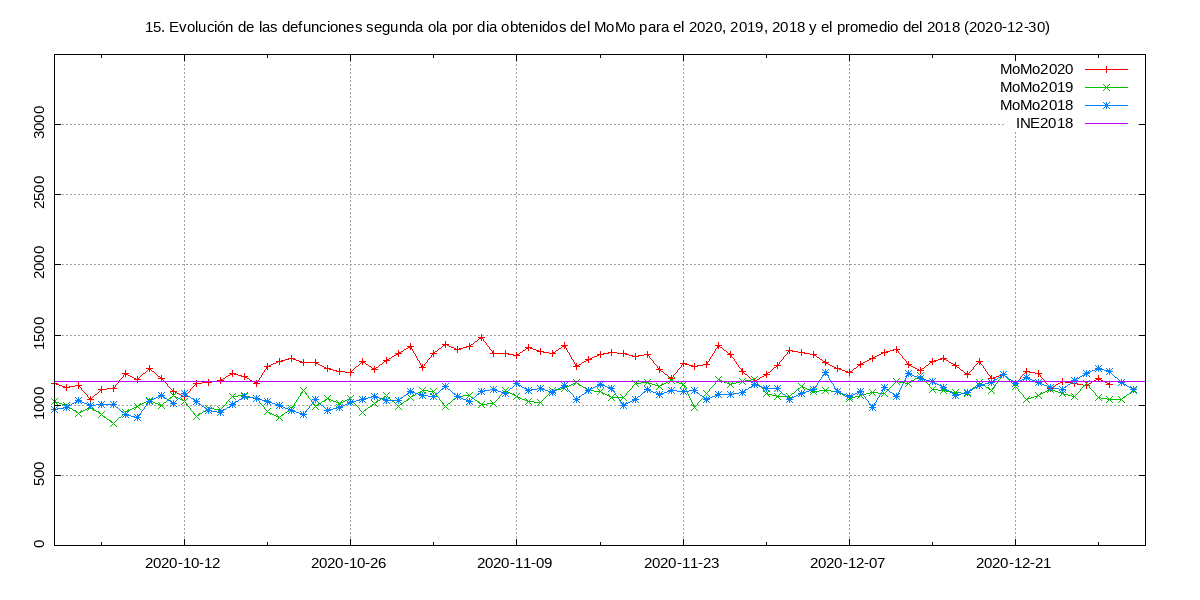 15. Evolución de las defunciones segunda ola por dia obtenidos del MoMo para el 2020, 2019, 2018 y el promedio del 2018 (2020-12-30)
MoMo2020
MoMo2019
MoMo2018
INE2018
3000
2500
2000
1500
1000
500
0
2020-10-12 2020-10-26 2020-11-09 2020-11-23 2020-12-07 2020-12-21